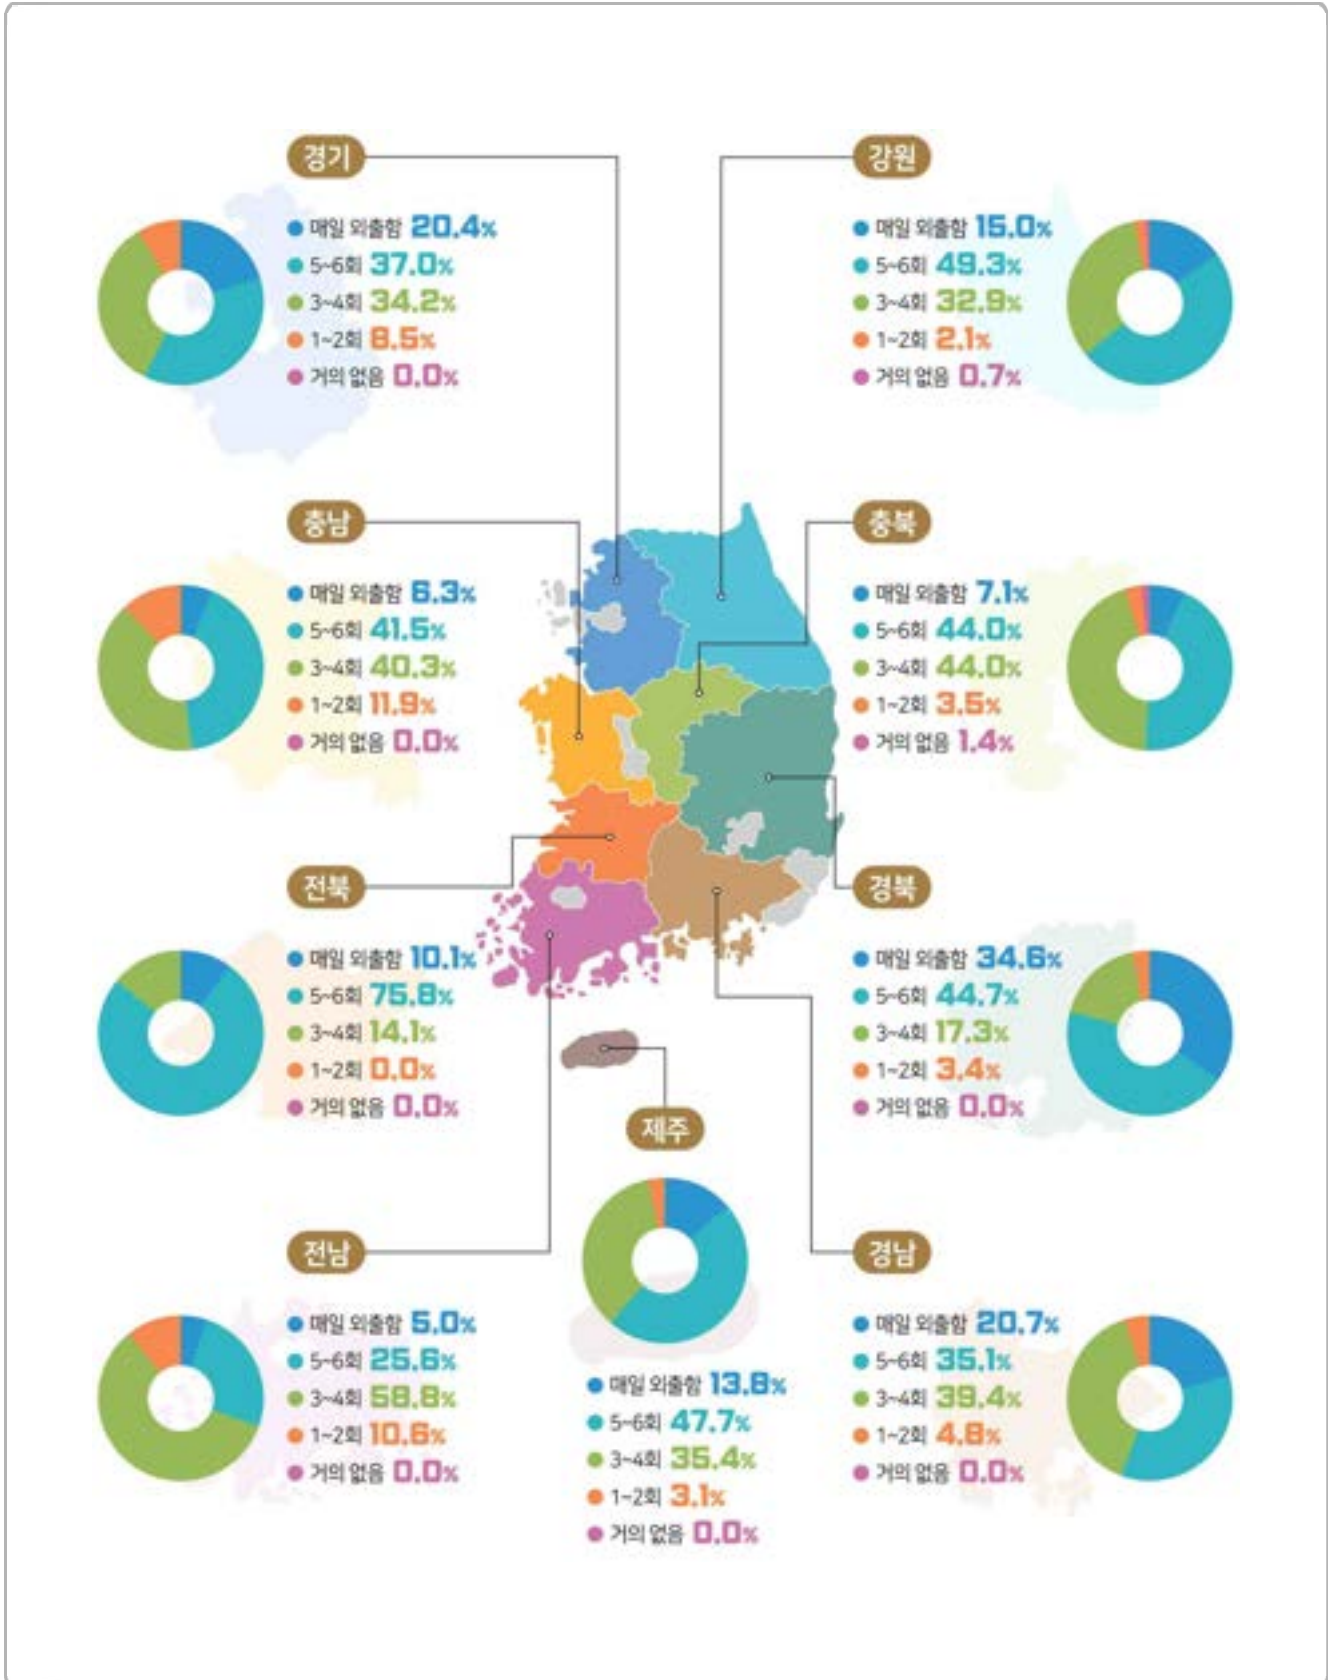 경기
매일 외출함 20.4%
5~6회 37.0%
3~4회 34.2%
1~2회 8.5%
거의 없음 0.0%
강원
매일 외출함 15.0%
5~6회 49.3%
3~4회 32.9%
1~2회 2.1%
거의 없음 0.7%
충남
매일 외출함 6.3%
5~6회 41.5%
3~4회 40.3%
1~2회 11.9%
거의 없음 0.0%
충북
매일 외출함 7.1%
5~6회 44.0%
3~4회 44.0%
1~2회 3.5%
거의 없음 1.4%
전북
매일 외출함 10.1%
5~6회 75.8%
3~4회 14.1%
1~2회 0.0%
거의 없음 0.0%
경북
매일 외출함 34.6%
5~6회 44.7%
3~4회 17.3%
1~2회 3.4%
거의 없음 0.0%
전남
매일 외출함 5.0%
5~6회 25.6%
3~4회 58.8%
1~2회 10.6%
거의 없음 0.0%
제주
매일 외출함 13.8%
5~6회 47.7%
3~4회 35.4%
1~2회 3.1%
거의 없음 0.0%
경남
매일 외출함 20.7%
5~6회 35.1%
3~4회 39.4%
1~2회 4.8%
거의 없음 0.0%